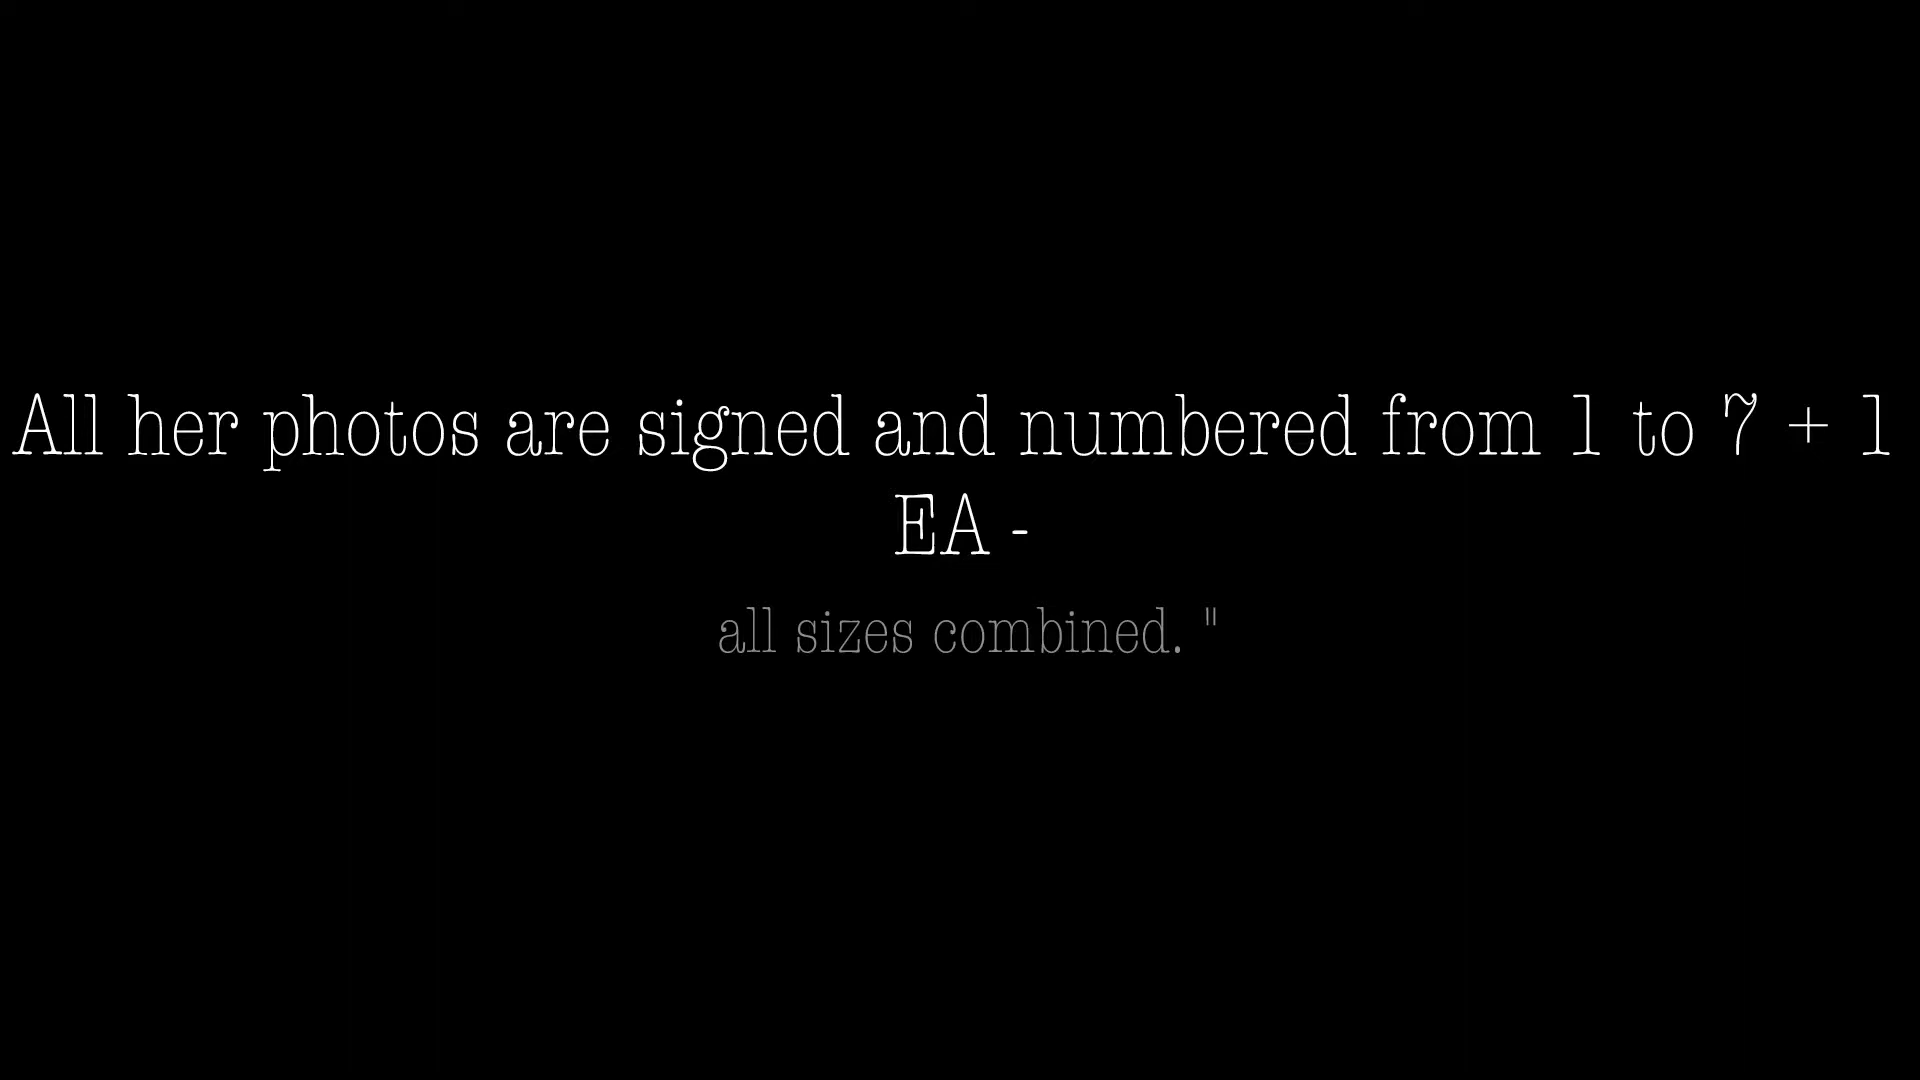 All her photos are signed and numbered from 1 to 7 + 1
EA -
all sizes combined. "